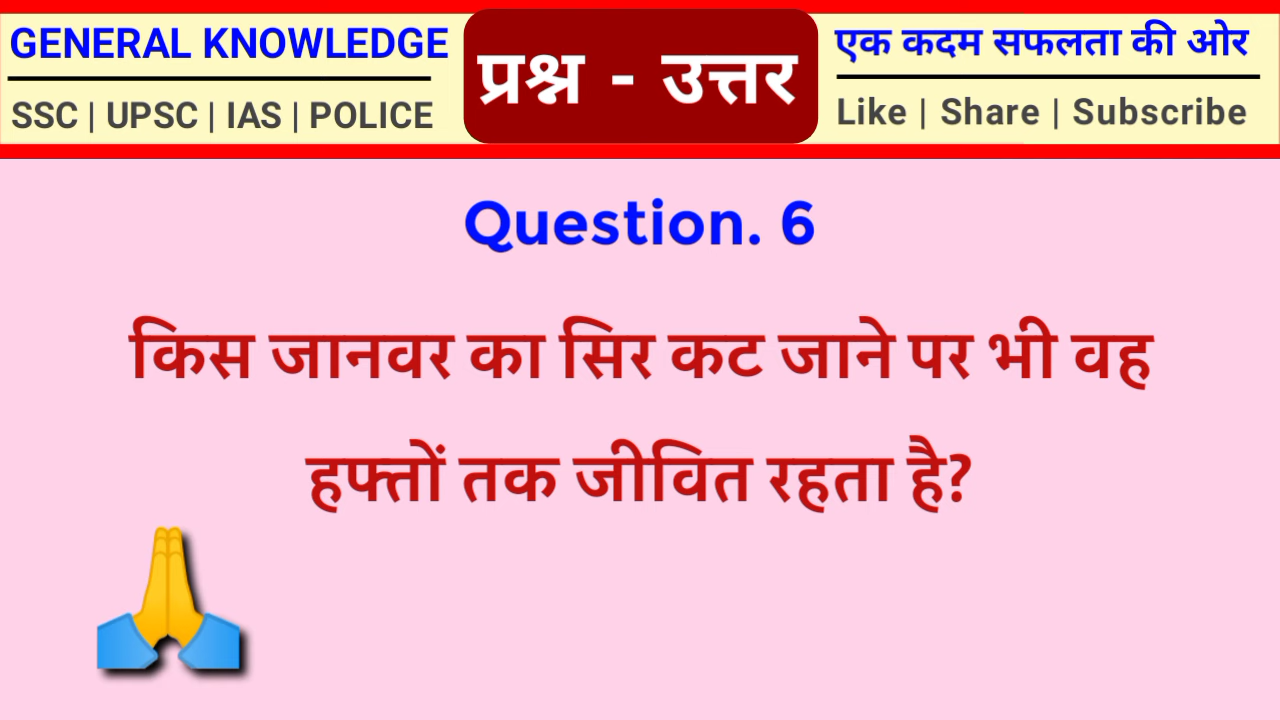 GENERAL KNOWLEDGE
SSC | UPSC | IAS | POLICE
प्रश्न - उत्तर
एक कदम सफलता की ओर
Like | Share | Subscribe
Question. 6
किस जानवर का सिर कट जाने पर भी वह
हफ्तों तक जीवित रहता है?